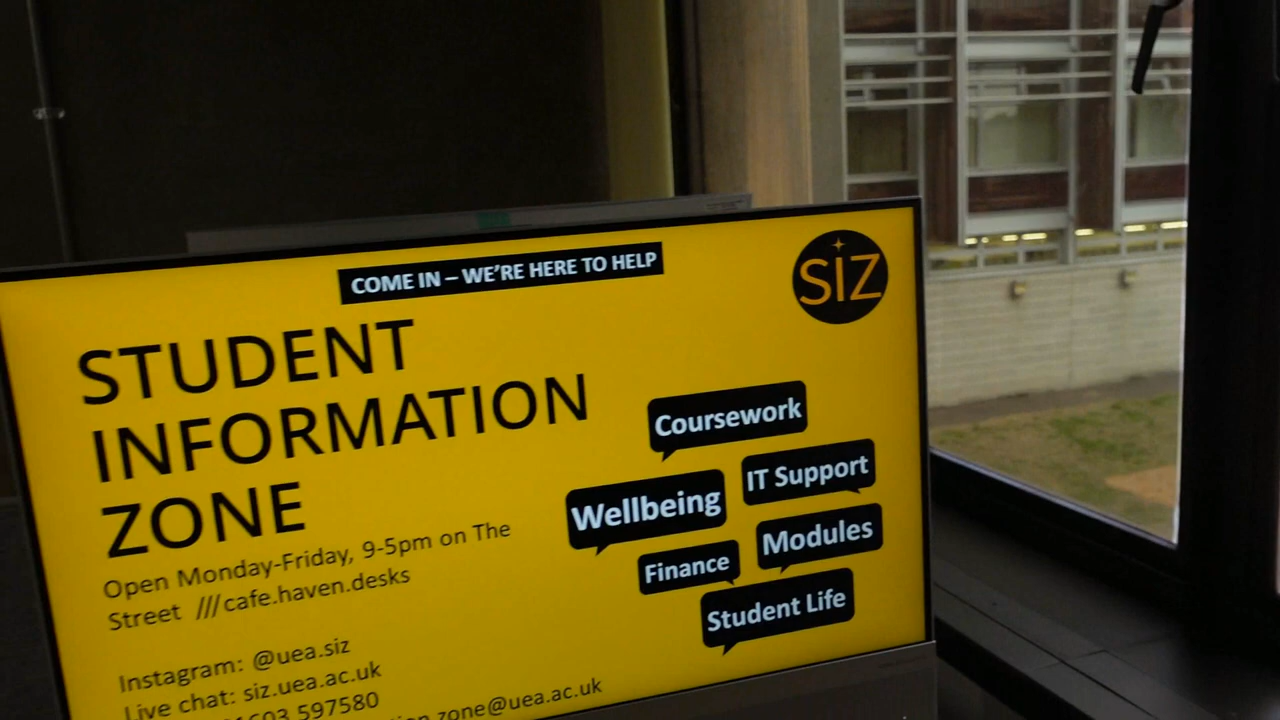 COME IN – WE'RE HERE TO HELP
SIZ
STUDENT
INFORMATION
ZONE
Open Monday-Friday, 9-5pm on The
Street ///cafe.haven.desks
Instagram: @uea.siz
Live chat: siz.uea.ac.uk
597580
zone@uea.ac.uk
Coursework
IT Support
Wellbeing
Modules
Finance
Student Life